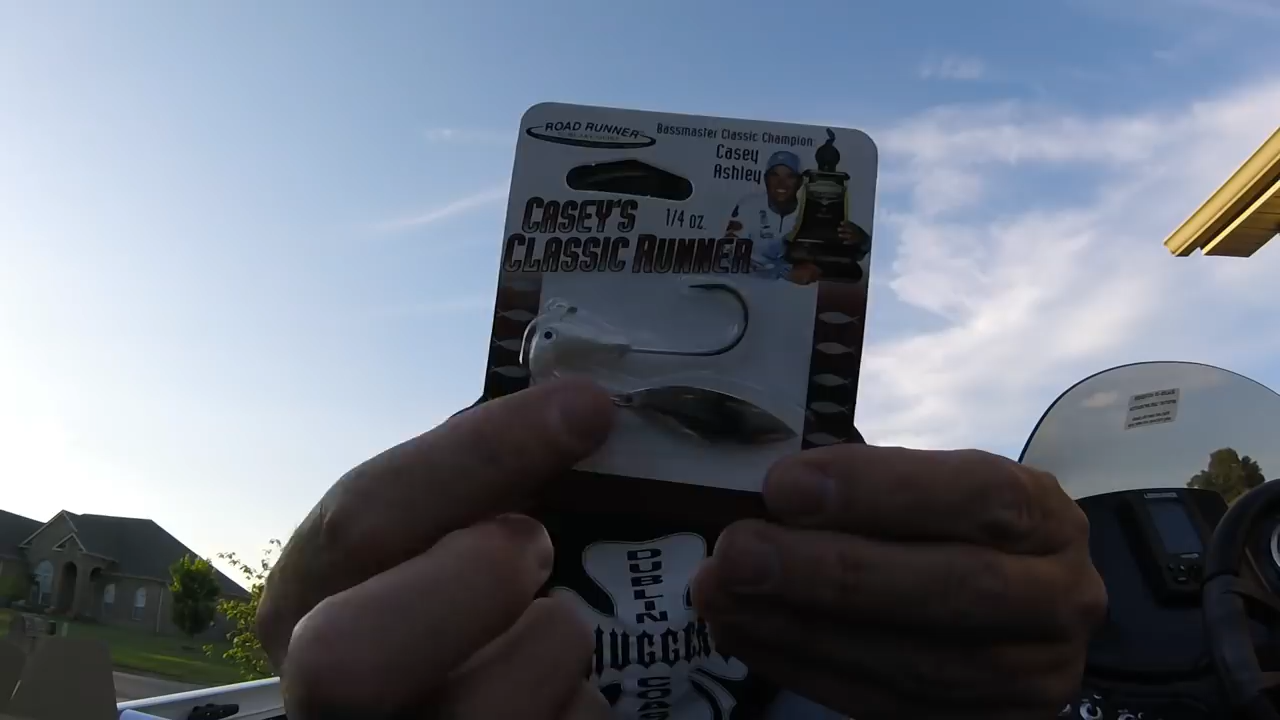 ROAD RUNNER
Bassmaster Classic Champion
Casey
Ashley
CASEY'S
1/4 oz.
CLASSIC RUNNER
DUBLIN